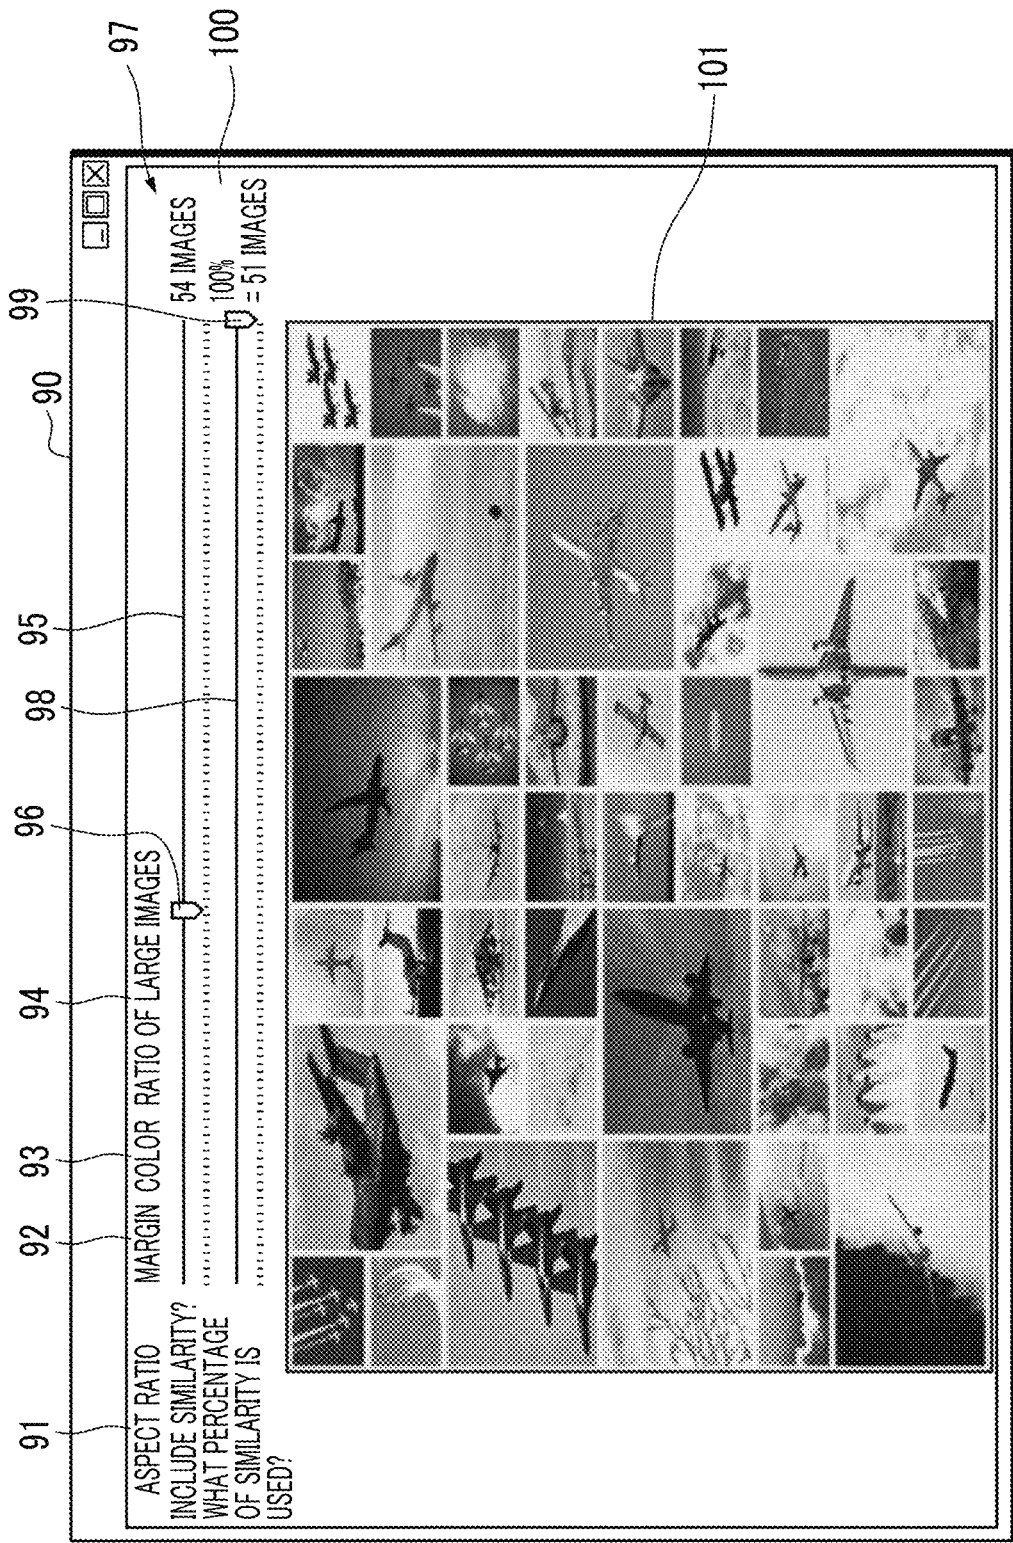 90
91
92
93
94
96
98
95
99
97
100
ASPECT RATIO
MARGIN COLOR RATIO OF LARGE IMAGES
INCLUDE SIMILARITY?
54 IMAGES
WHAT PERCENTAGE
OF SIMILARITY IS
USED?
100%
= 51 IMAGES
101